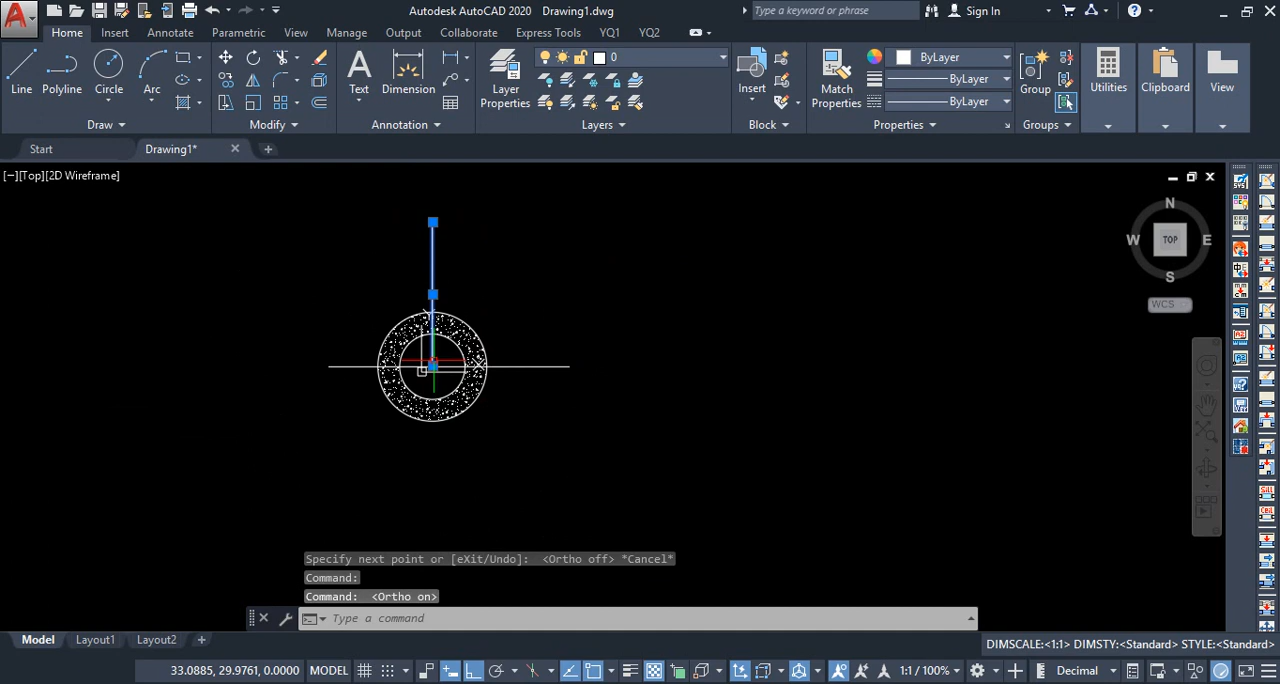 Autodesk AutoCAD 2020 Drawing1.dwg
Type a keyword or phrase
Sign In
Home Insert Annotate Parametric View Manage Output Collaborate Express Tools YQ1 YQ2
Line Polyline Circle Arc
Text Dimension
Layer Properties
0
Insert
Match Properties
ByLayer
ByLayer
ByLayer
Group
Utilities
Clipboard
View
Draw Modify Annotation Layers Block Properties Groups
Start Drawing1*
[−][Top][2D Wireframe]
N
W TOP E
S
WCS
Specify next point or [eXit/Undo]: <Ortho off> *Cancel*
Command:
Command: <Ortho on>
Type a command
Model Layout1 Layout2
DIMSCALE:<1:1> DIMSTY:<Standard> STYLE:<Standard>
33.0885, 29.9761, 0.0000 MODEL 1:1 / 100% Decimal